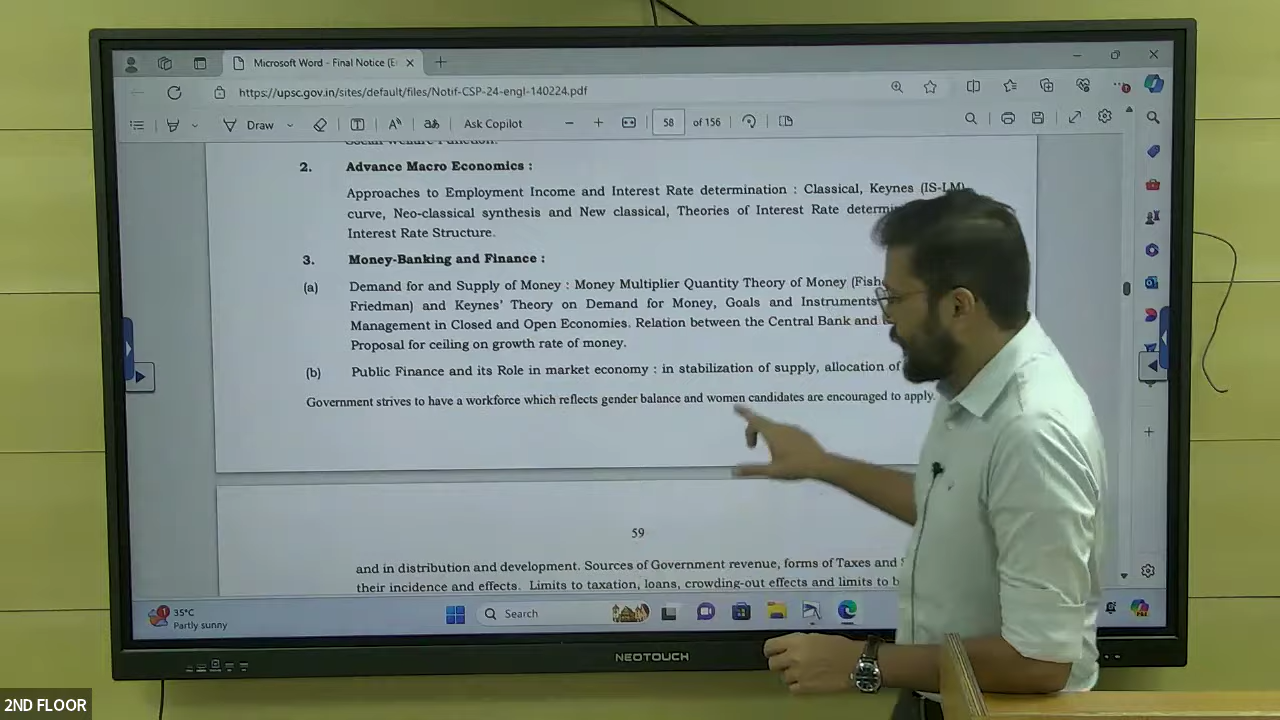 Microsoft Word - Final Notice (E
https://upsc.gov.in/sites/default/files/Notif-CSP-24-engl-140224.pdf
Draw
Ask Copilot
58 of 156
Social Welfare Function.
2. Advance Macro Economics :
Approaches to Employment Income and Interest Rate determination : Classical, Keynes (IS-LM)
curve, Neo-classical synthesis and New classical, Theories of Interest Rate
Interest Rate Structure.
3. Money-Banking and Finance :
(a) Demand for and Supply of Money : Money Multiplier Quantity Theory of Money
Friedman) and Keynes' Theory on Demand for Money, Goals and Instruments
Management in Closed and Open Economies. Relation between the Central Bank and
Proposal for ceiling on growth rate of money.
(b) Public Finance and its Role in market economy : in stabilization of supply, allocation of
Government strives to have a workforce which reflects gender balance and women candidates are encouraged to apply.
59
and in distribution and development. Sources of Government revenue, forms of Taxes and
their incidence and effects. Limits to taxation, loans, crowding-out effects and limits to
35°C
Partly sunny
Search
NEOTOUCH
2ND FLOOR